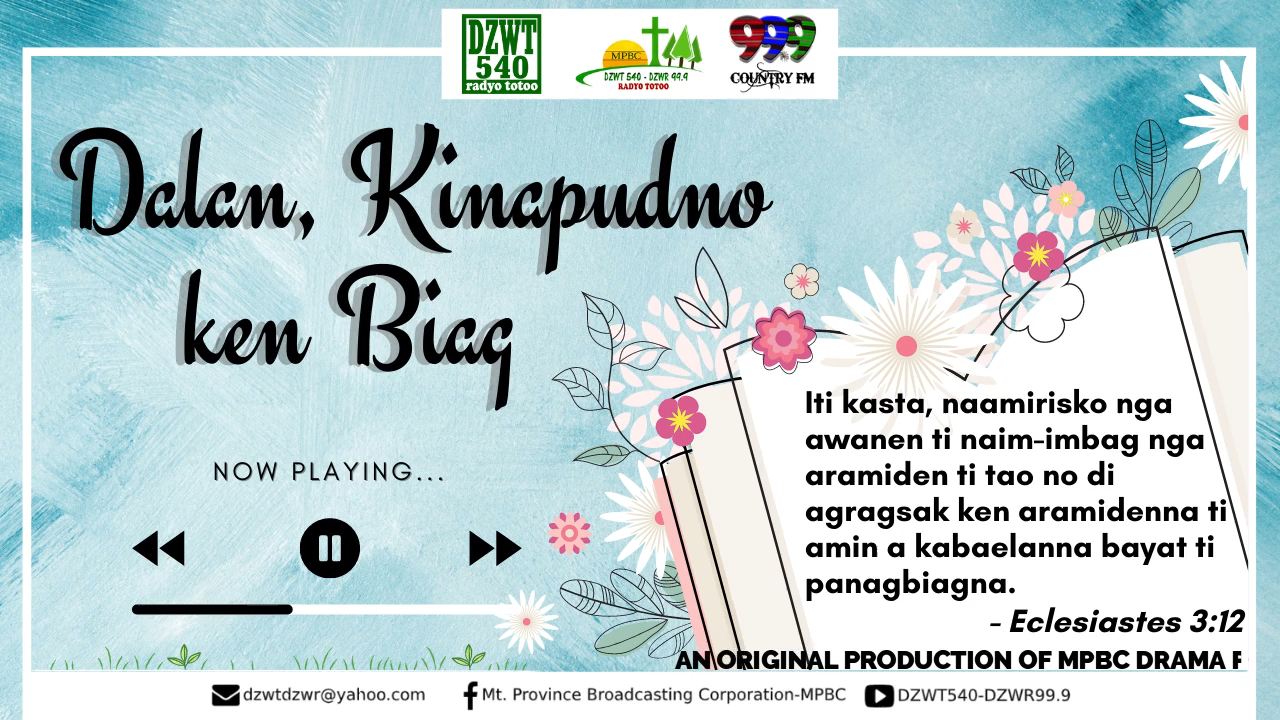 DZWT
540
radyo totoo
MPBC
DZWT 540 - DZWR 99.9
RADYO TOTOO
99.9
COUNTRY FM
Dalan, Kinapudno
ken Biag
NOW PLAYING...
Iti kasta, naamirisko nga
awanen ti naim-imbag nga
aramiden ti tao no di
agragsak ken aramidenna ti
amin a kabaelanna bayat ti
panagbiagna.
- Eclesiastes 3:12
AN ORIGINAL PRODUCTION OF MPBC DRAMA
dzwtdzwr@yahoo.com
Mt. Province Broadcasting Corporation-MPBC
DZWT540-DZWR99.9